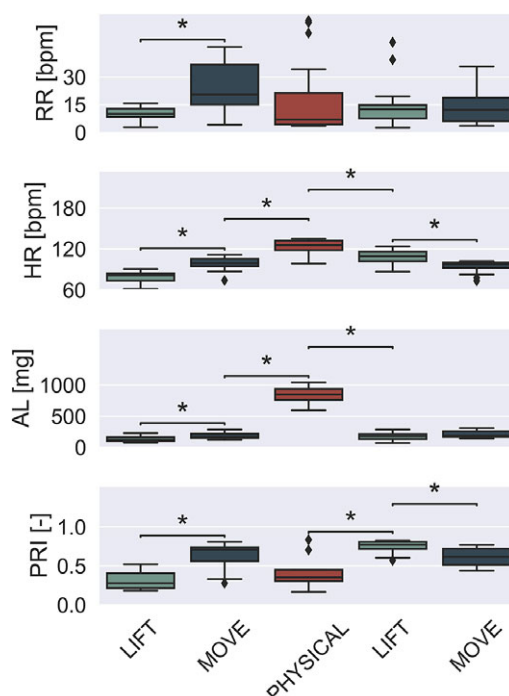 *
RR [bpm]
30
15
0
*
*
*
*
HR [bpm]
180
120
60
*
*
*
AL [mg]
1000
500
0
*
*
*
PRI [-]
1.0
0.5
0.0
LIFT
MOVE
PHYSICAL
LIFT
MOVE